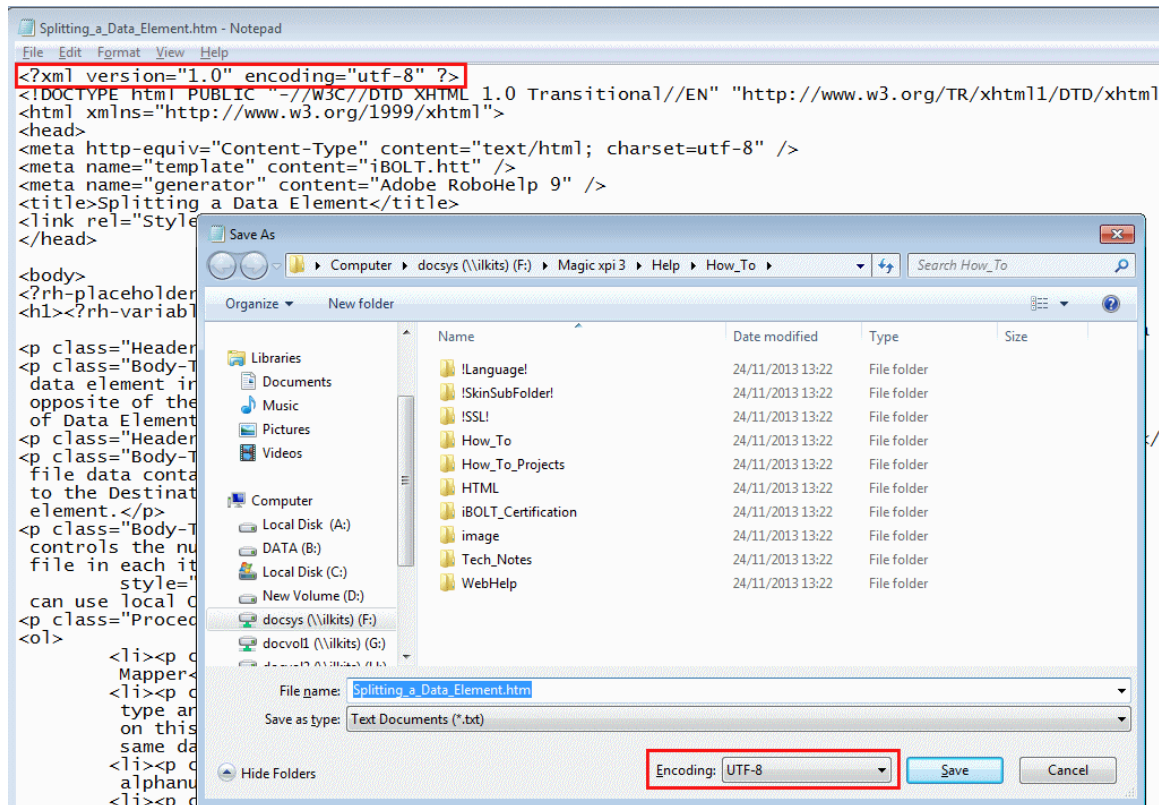 Splitting_a_Data_Element.htm - Notepad
File Edit Format View Help
<?xml version="1.0" encoding="utf-8" ?>
<!DOCTYPE html PUBLIC "-//W3C//DTD XHTML 1.0 Transitional//EN" "http://www.w3.org/TR/xhtml1/DTD/xhtml
<html xmlns="http://www.w3.org/1999/xhtml">
<head>
<meta http-equiv="Content-Type" content="text/html; charset=utf-8" />
<meta name="template" content="iBOLT.htt" />
<meta name="generator" content="Adobe RoboHelp 9" />
<title>Splitting a Data Element</title>
<link rel="Style
</head>
<body>
<?rh-placeholder
<h1><?rh-variabl
<p class="Header
<p class="Body-T
data element in
opposite of the
of Data Element
<p class="Header
<p class="Body-T
file data conta
to the Destinat
element.</p>
<p class="Body-T
controls the nu
file in each it
style="
can use local C
<p class="Proced
<ol>
<li><p c
Mapper<
<li><p c
type an
on this
same da
<li><p c
alphanu
<li><p c
Save As
Computer docsys (\\ilkits) (F:) Magic xpi 3 Help How_To Search How_To
Organize New folder
Name Date modified Type Size
Libraries
Documents
Music
Pictures
Videos
Computer
Local Disk (A:)
DATA (B:)
Local Disk (C:)
New Volume (D:)
docsys (\\ilkits) (F:)
docvol1 (\\ilkits) (G:)
!Language! 24/11/2013 13:22 File folder
!SkinSubFolder! 24/11/2013 13:22 File folder
!SSL! 24/11/2013 13:22 File folder
How_To 24/11/2013 13:22 File folder
How_To_Projects 24/11/2013 13:22 File folder
HTML 24/11/2013 13:22 File folder
iBOLT_Certification 24/11/2013 13:22 File folder
image 24/11/2013 13:22 File folder
Tech_Notes 24/11/2013 13:22 File folder
WebHelp 24/11/2013 13:22 File folder
File name: Splitting_a_Data_Element.htm
Save as type: Text Documents (*.txt)
Hide Folders Encoding: UTF-8 Save Cancel